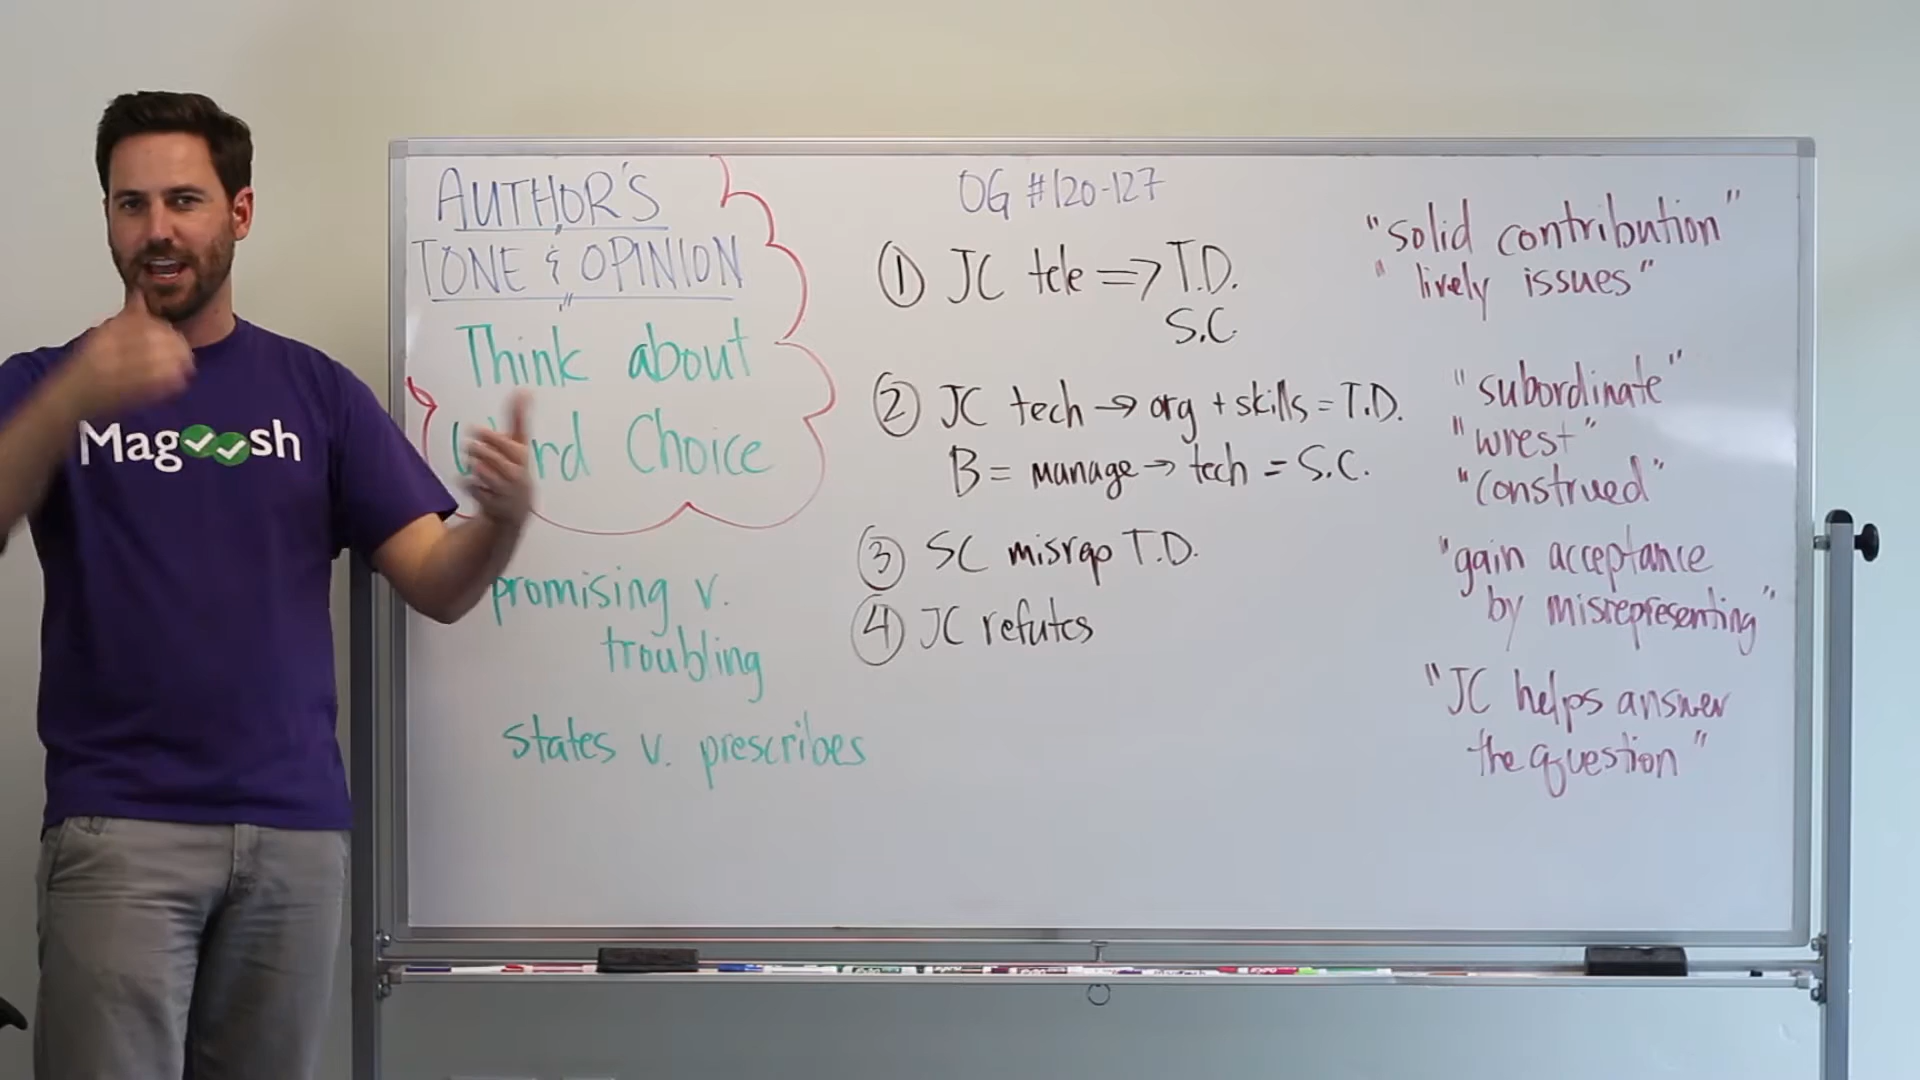 Magoosh
AUTHOR'S
TONE & OPINION
Think about
Word Choice
promising v.
troubling
states v. prescribes
OG #120-127
① JC tele => T.D.
S.C
② JC tech → org + skills = T.D.
B = manage → tech = S.C.
③ SC misrep T.D.
④ JC refutes
"solid contribution"
"lively issues"
"subordinate"
"wrest"
"construed"
"gain acceptance
by misrepresenting"
"JC helps answer
the question"